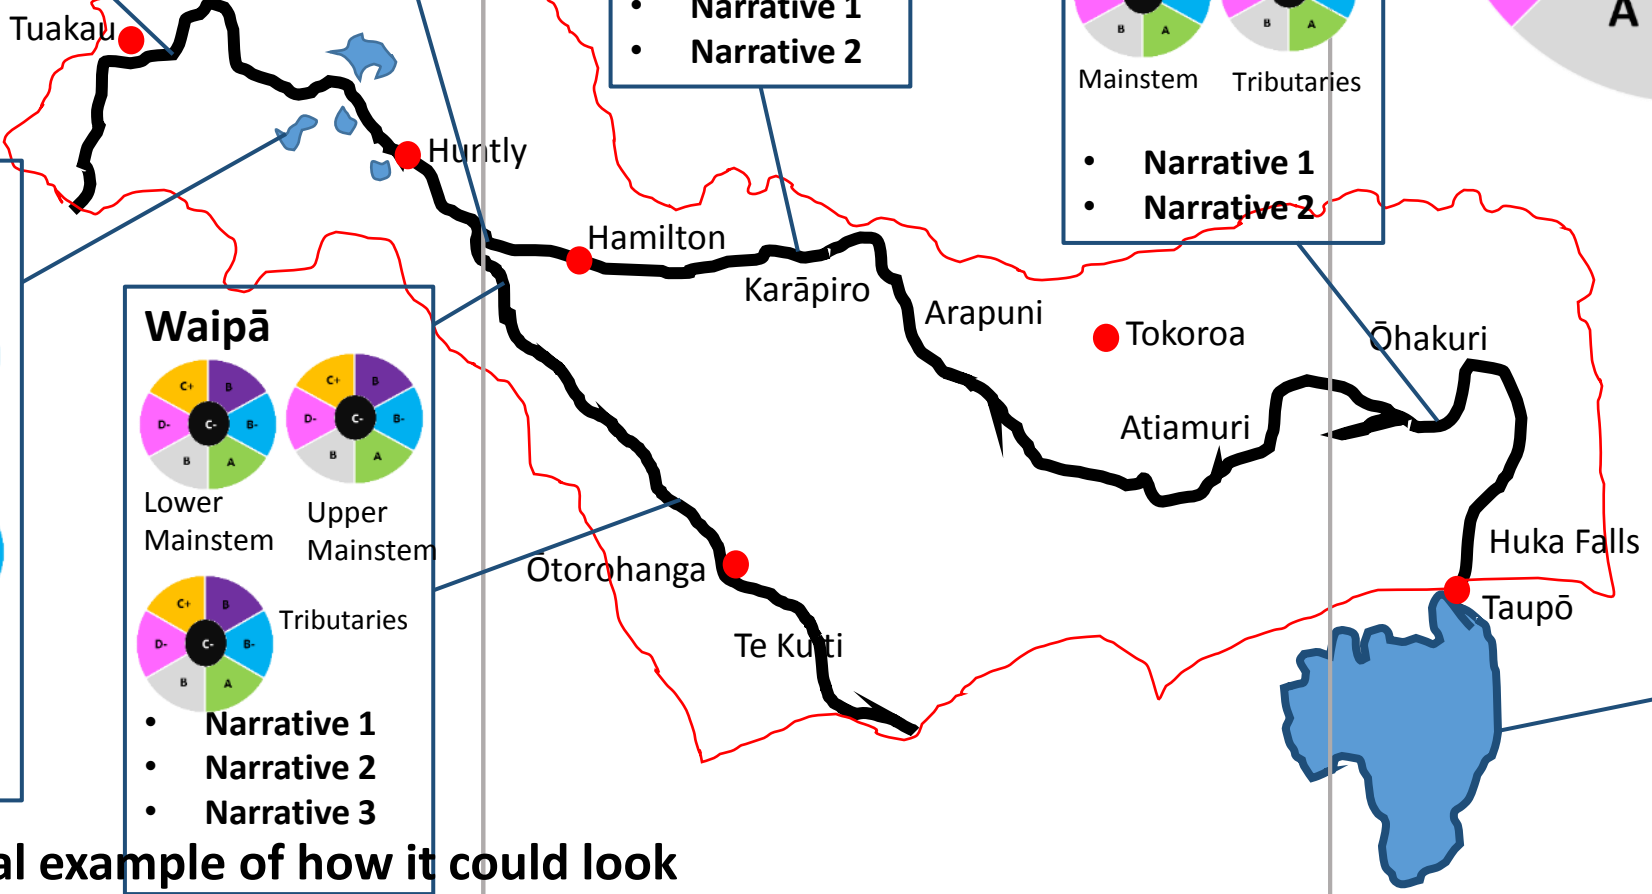 Tuakau
Narrative 1
Narrative 2
B
A
B
A
Mainstem
Tributaries
A
Huntly
Narrative 1
Narrative 2
Hamilton
Karāpiro
Arapuni
Tokoroa
Ōhakuri
Atiamuri
Waipā
C+
B
D-
C-
B-
B
A
C+
B
D-
C-
B-
B
A
Lower
Mainstem
Upper
Mainstem
Huka Falls
Ōtorohanga
Taupō
C+
B
D-
C-
B-
B
A
Tributaries
Narrative 1
Narrative 2
Narrative 3
al example of how it could look